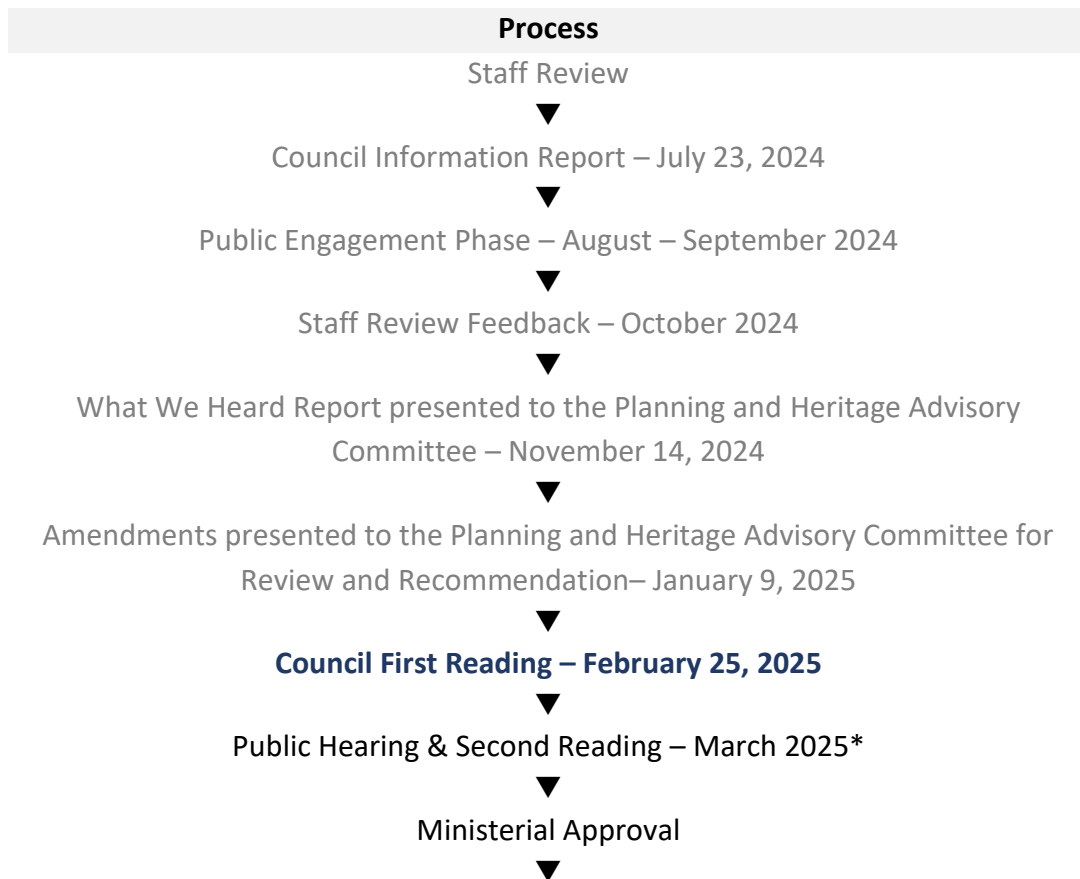 Process
Staff Review
Council Information Report – July 23, 2024
Public Engagement Phase – August – September 2024
Staff Review Feedback – October 2024
What We Heard Report presented to the Planning and Heritage Advisory
Committee – November 14, 2024
Amendments presented to the Planning and Heritage Advisory Committee for
Review and Recommendation– January 9, 2025
Council First Reading – February 25, 2025
Public Hearing & Second Reading – March 2025*
Ministerial Approval